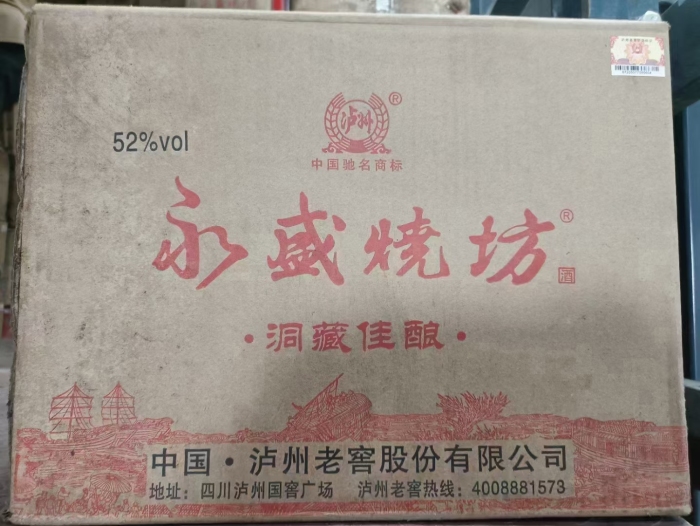 泸州®
52%vol
中国驰名商标
永盛烧坊®
酒
·洞藏佳酿·
中国·泸州老窖股份有限公司
地址：四川泸州国窖广场 泸州老窖热线：4008881573